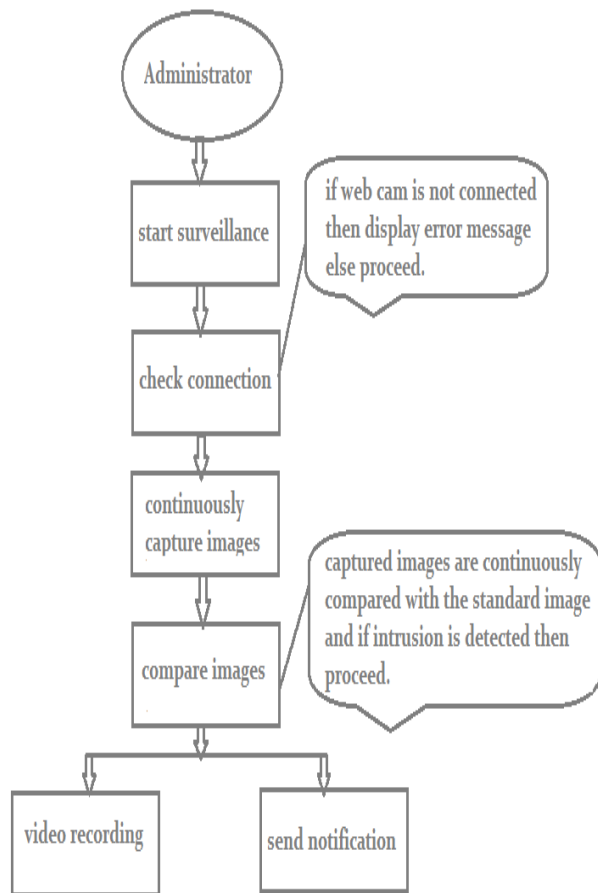 Administrator
start surveillance
if web cam is not connected
then display error message
else proceed.
check connection
continuously
capture images
captured images are continuously
compared with the standard image
and if intrusion is detected then
proceed.
compare images
video recording
send notification